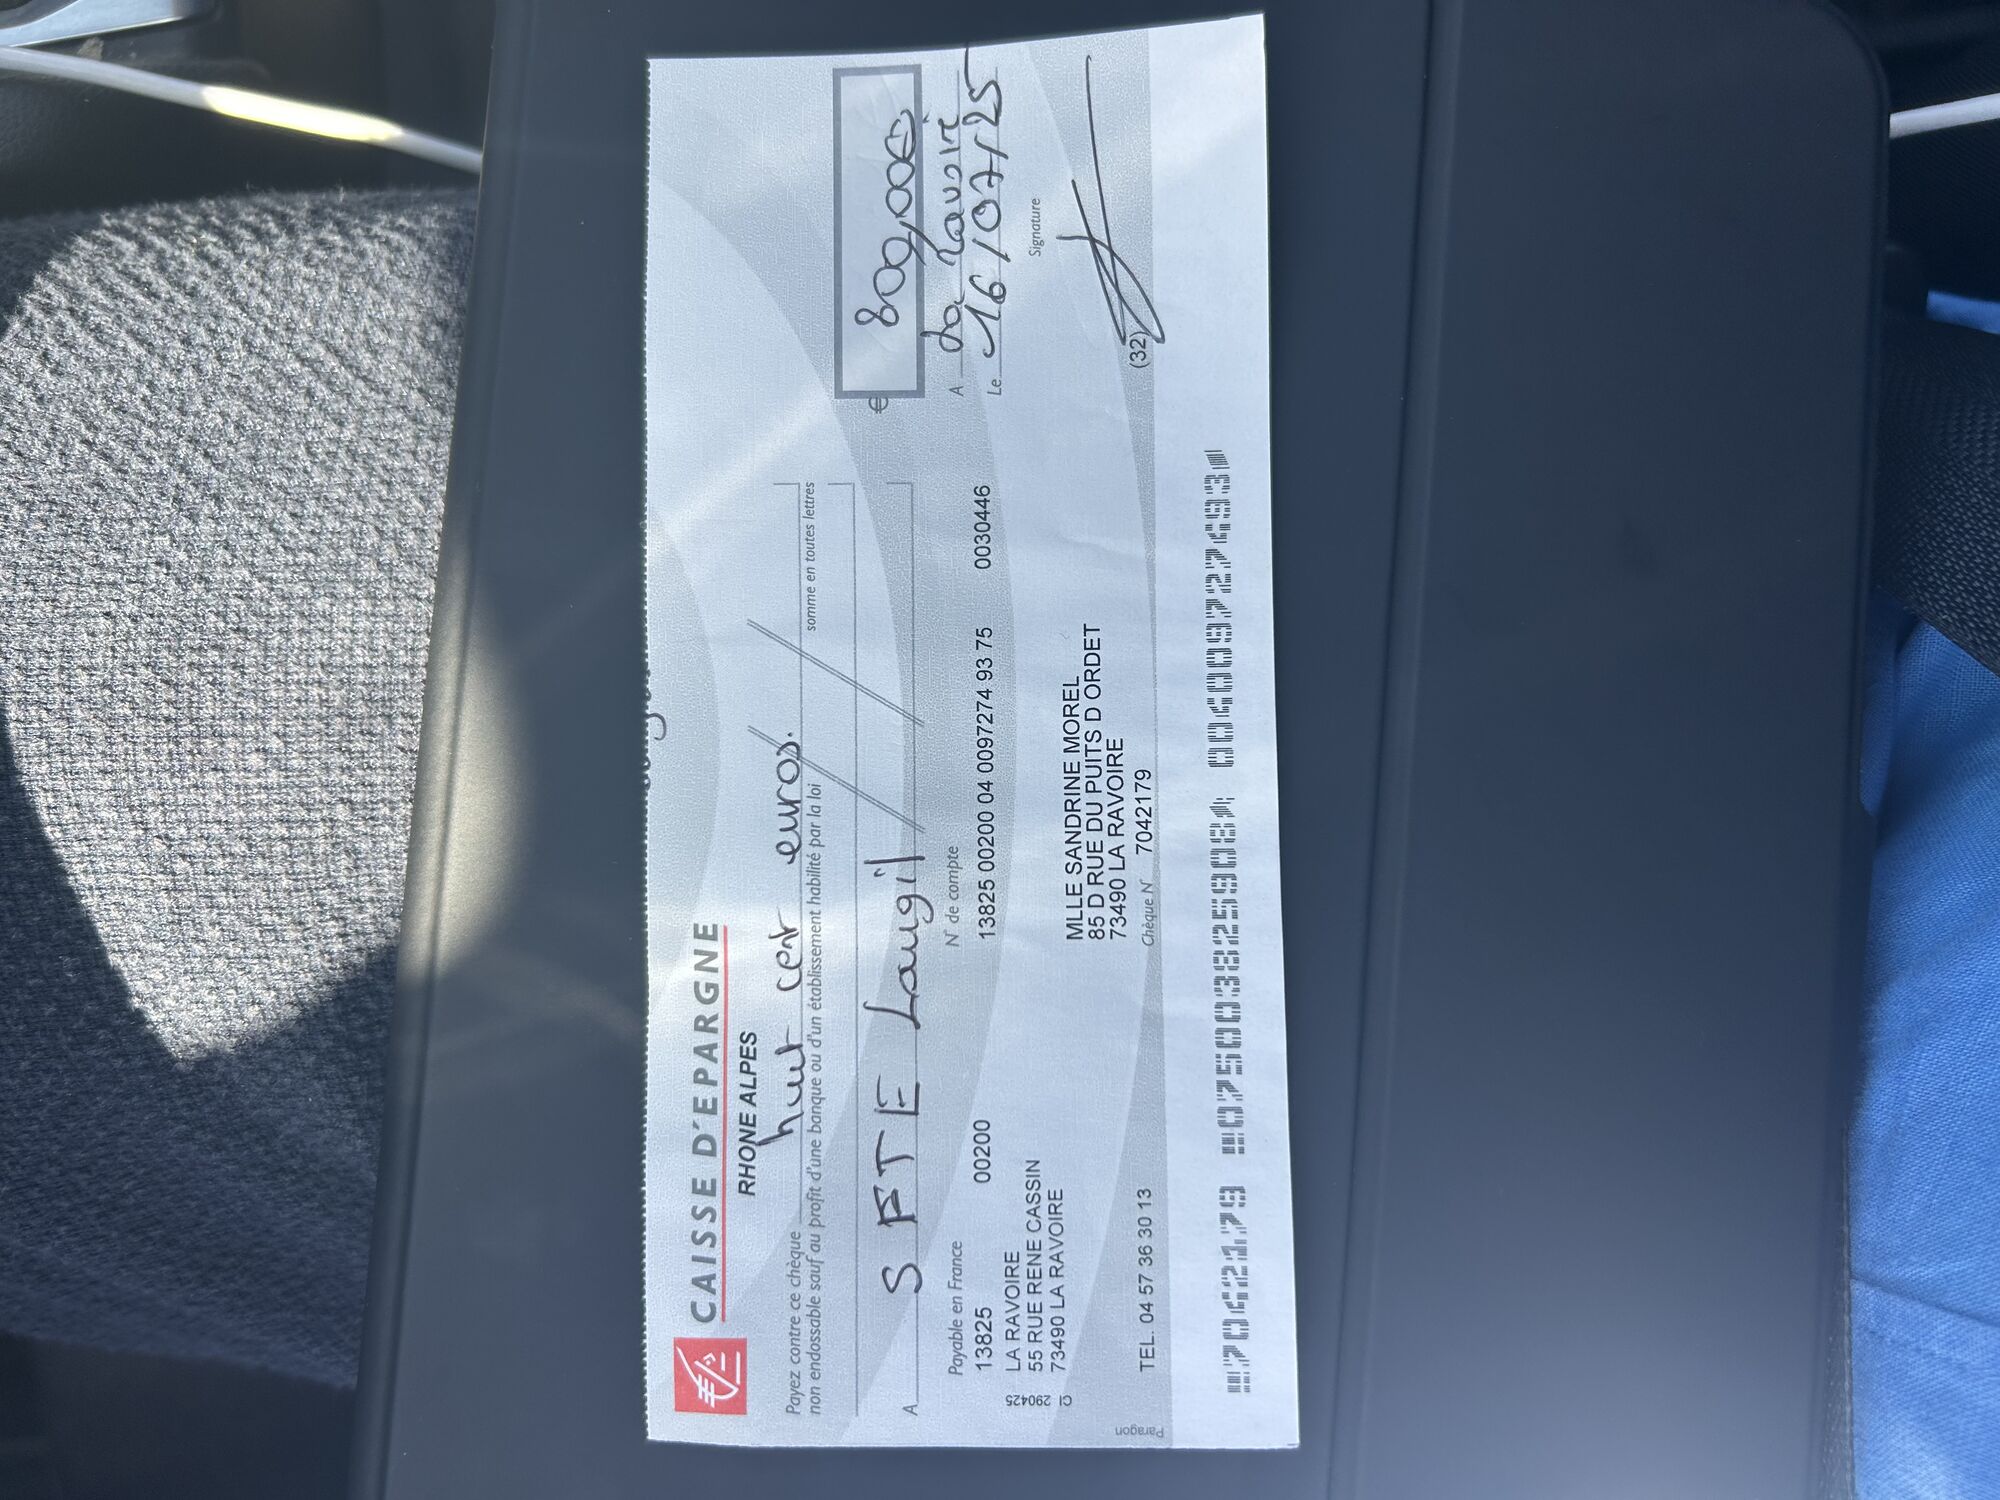 CAISSE D'EPARGNE
RHONE ALPES
Payez contre ce chèque huit cent euros.
non endossable sauf au profit d'une banque ou d'un établissement habilité par la loi somme en toutes lettres
€ 800,00€
A S F T E Laugil
A La Ravoire
Le 16/07/25
Payable en France
N° de compte
13825 00200
13825 00200 04 0097274 93 75 0030446
LA RAVOIRE
55 RUE RENE CASSIN
73490 LA RAVOIRE
Signature
MLLE SANDRINE MOREL
85 D RUE DU PUITS D ORDET
73490 LA RAVOIRE
TEL. 04 57 36 30 13
Chèque N° 7042179
(32)
CI 290425
Paragon
7042179 075003825908 006009727493